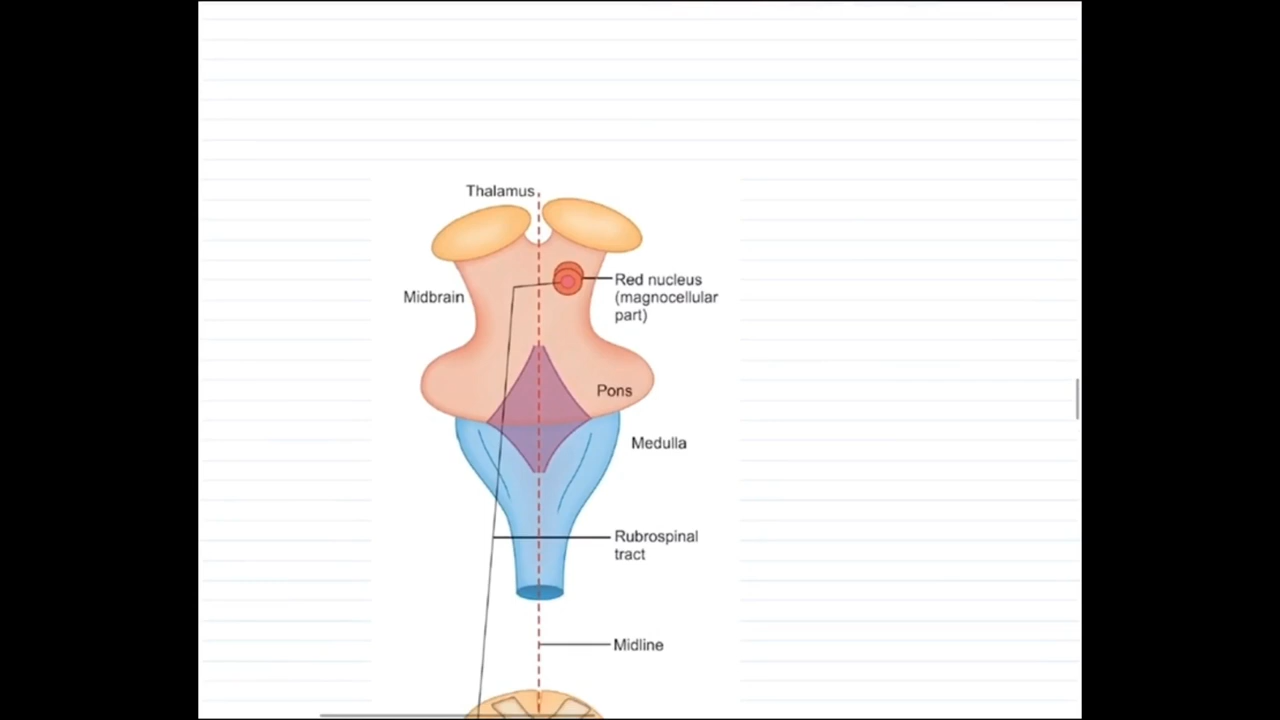 Thalamus
Red nucleus
(magnocellular
part)
Midbrain
Pons
Medulla
Rubrospinal
tract
Midline